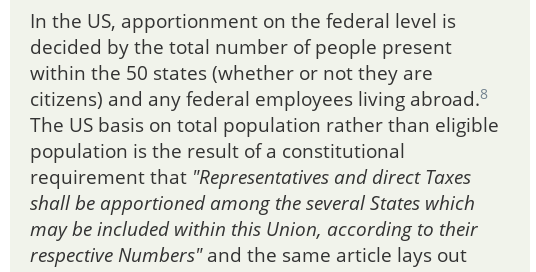 In the US, apportionment on the federal level is
decided by the total number of people present
within the 50 states (whether or not they are
citizens) and any federal employees living abroad.8
The US basis on total population rather than eligible
population is the result of a constitutional
requirement that "Representatives and direct Taxes
shall be apportioned among the several States which
may be included within this Union, according to their
respective Numbers" and the same article lays out